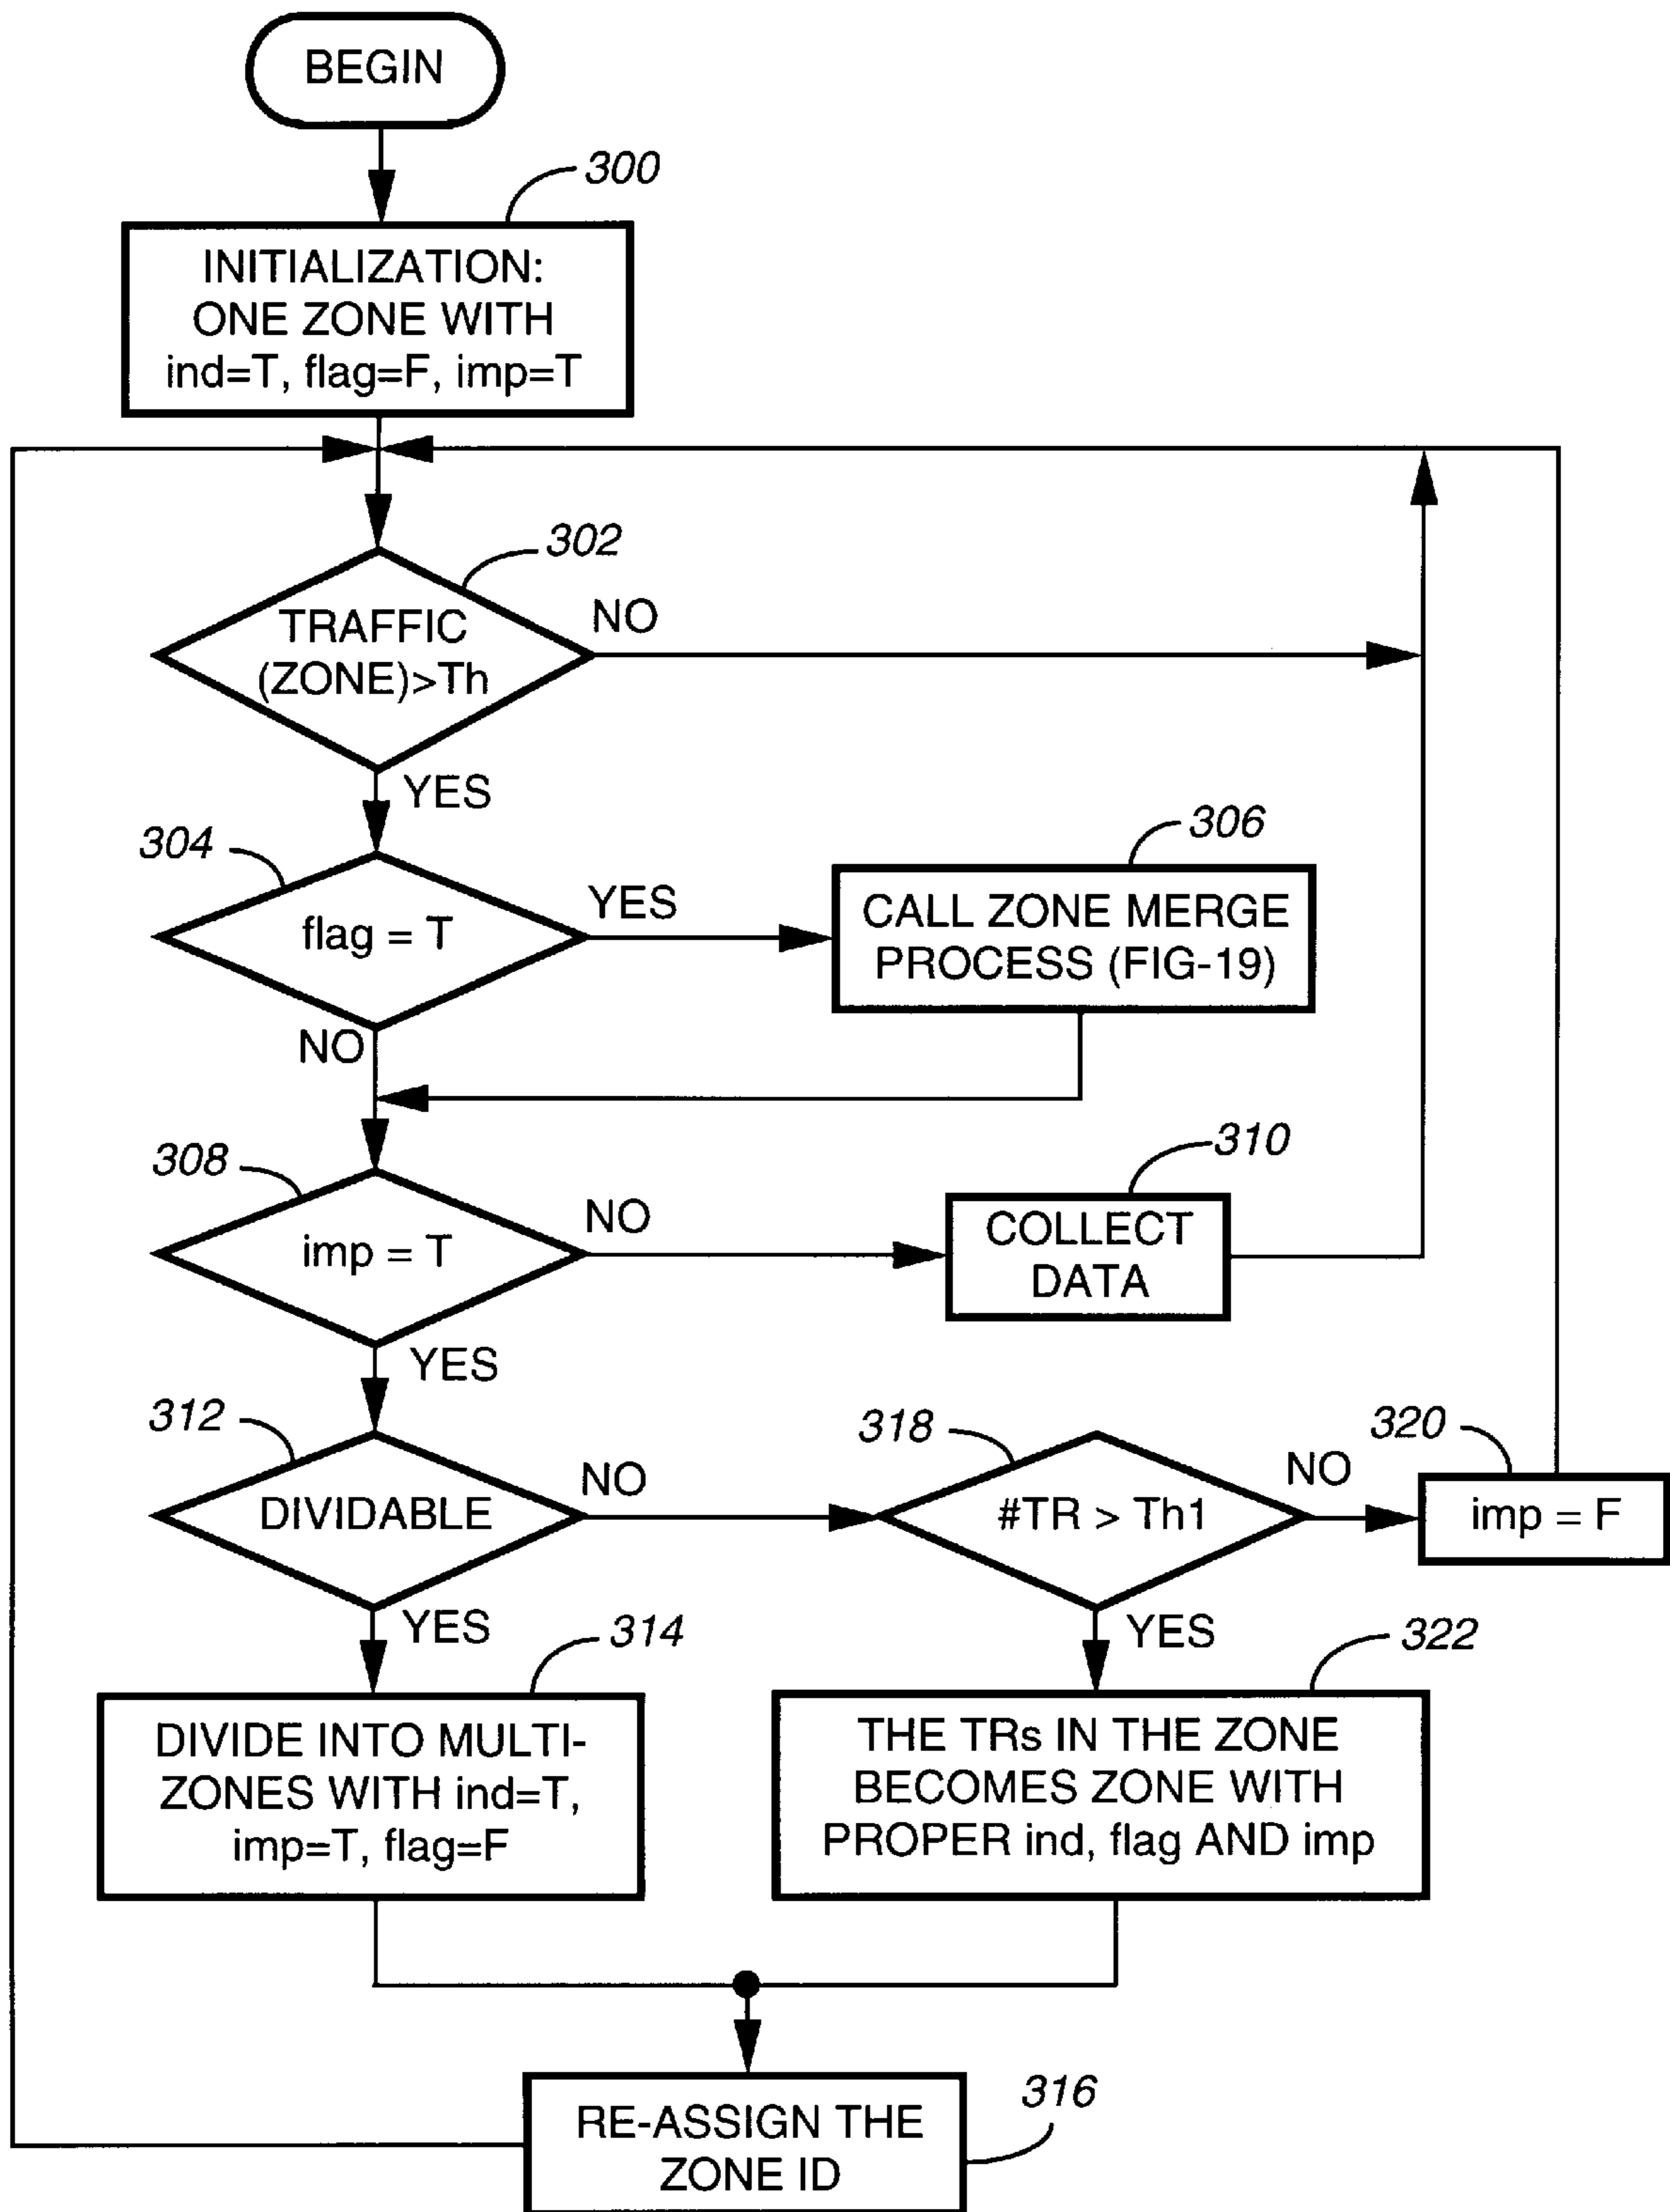 BEGIN
300
INITIALIZATION:
ONE ZONE WITH
ind=T, flag=F, imp=T
302
TRAFFIC
(ZONE)>Th
NO
YES
304
flag = T
YES
306
CALL ZONE MERGE
PROCESS (FIG-19)
NO
308
imp = T
NO
310
COLLECT
DATA
YES
312
DIVIDABLE
NO
318
#TR > Th1
NO
320
imp = F
YES
314
DIVIDE INTO MULTI-
ZONES WITH ind=T,
imp=T, flag=F
YES
322
THE TRs IN THE ZONE
BECOMES ZONE WITH
PROPER ind, flag AND imp
316
RE-ASSIGN THE
ZONE ID